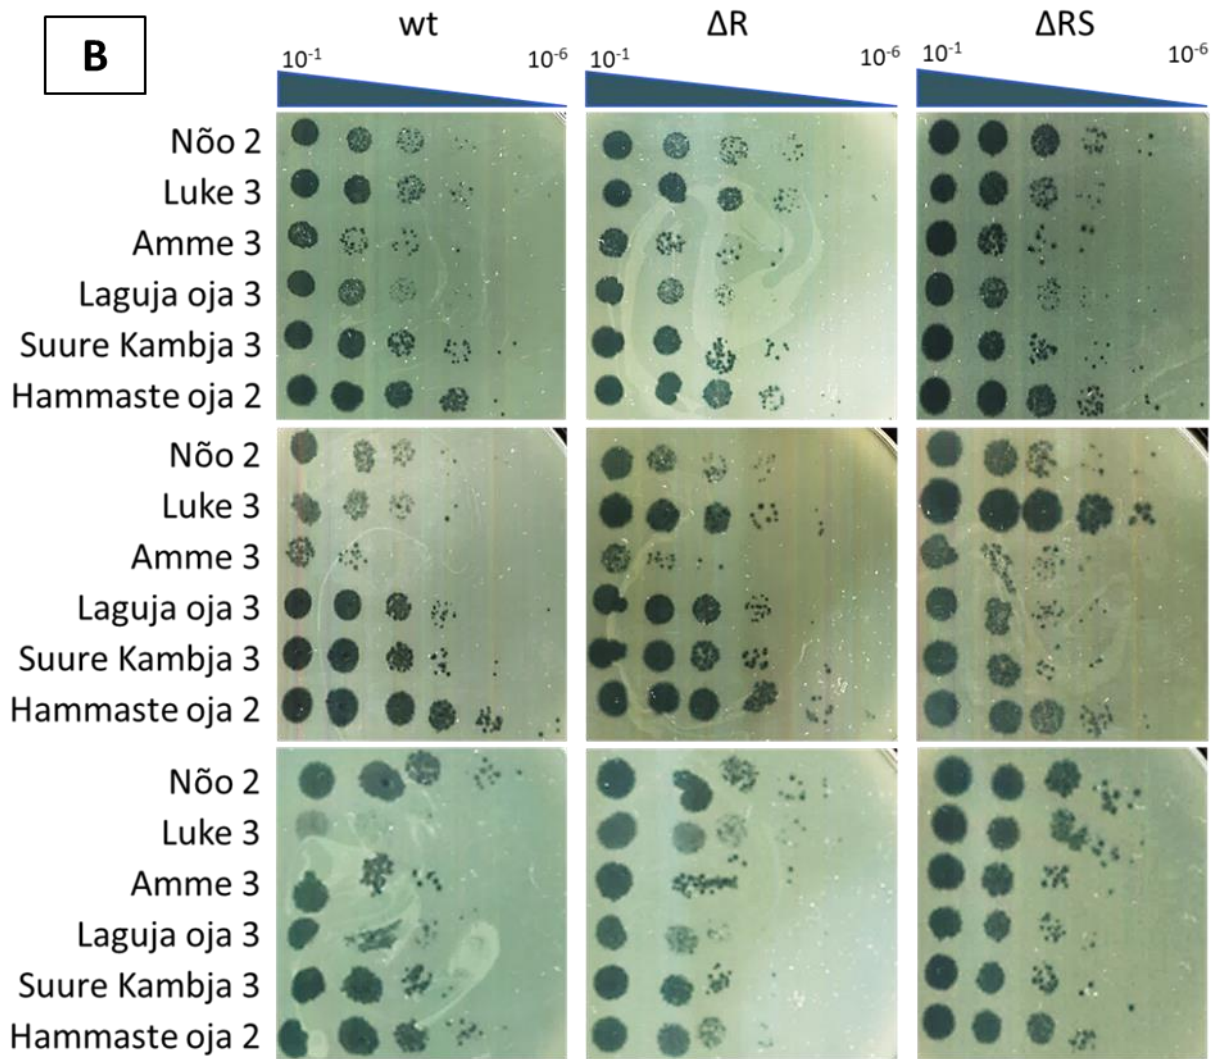 B
wt ΔR ΔRS
10-1 10-6 10-1 10-6 10-1 10-6
Nõo 2
Luke 3
Amme 3
Laguja oja 3
Suure Kambja 3
Hammaste oja 2
Nõo 2
Luke 3
Amme 3
Laguja oja 3
Suure Kambja 3
Hammaste oja 2
Nõo 2
Luke 3
Amme 3
Laguja oja 3
Suure Kambja 3
Hammaste oja 2